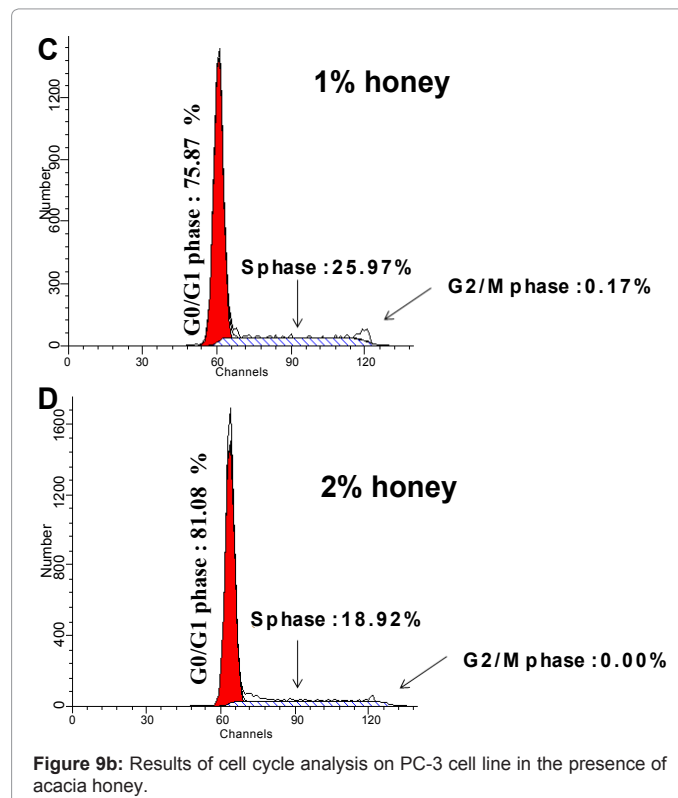 C
1% honey
G0/G1 phase : 75.87 %
S phase :25.97%
G2/M phase :0.17%
Number
1200
900
600
300
0
0 30 60 90 120
Channels
D
2% honey
G0/G1 phase : 81.08 %
S phase :18.92%
G2/M phase :0.00%
Number
1600
1200
800
400
0
0 30 60 90 120
Channels
Figure 9b: Results of cell cycle analysis on PC-3 cell line in the presence of
acacia honey.